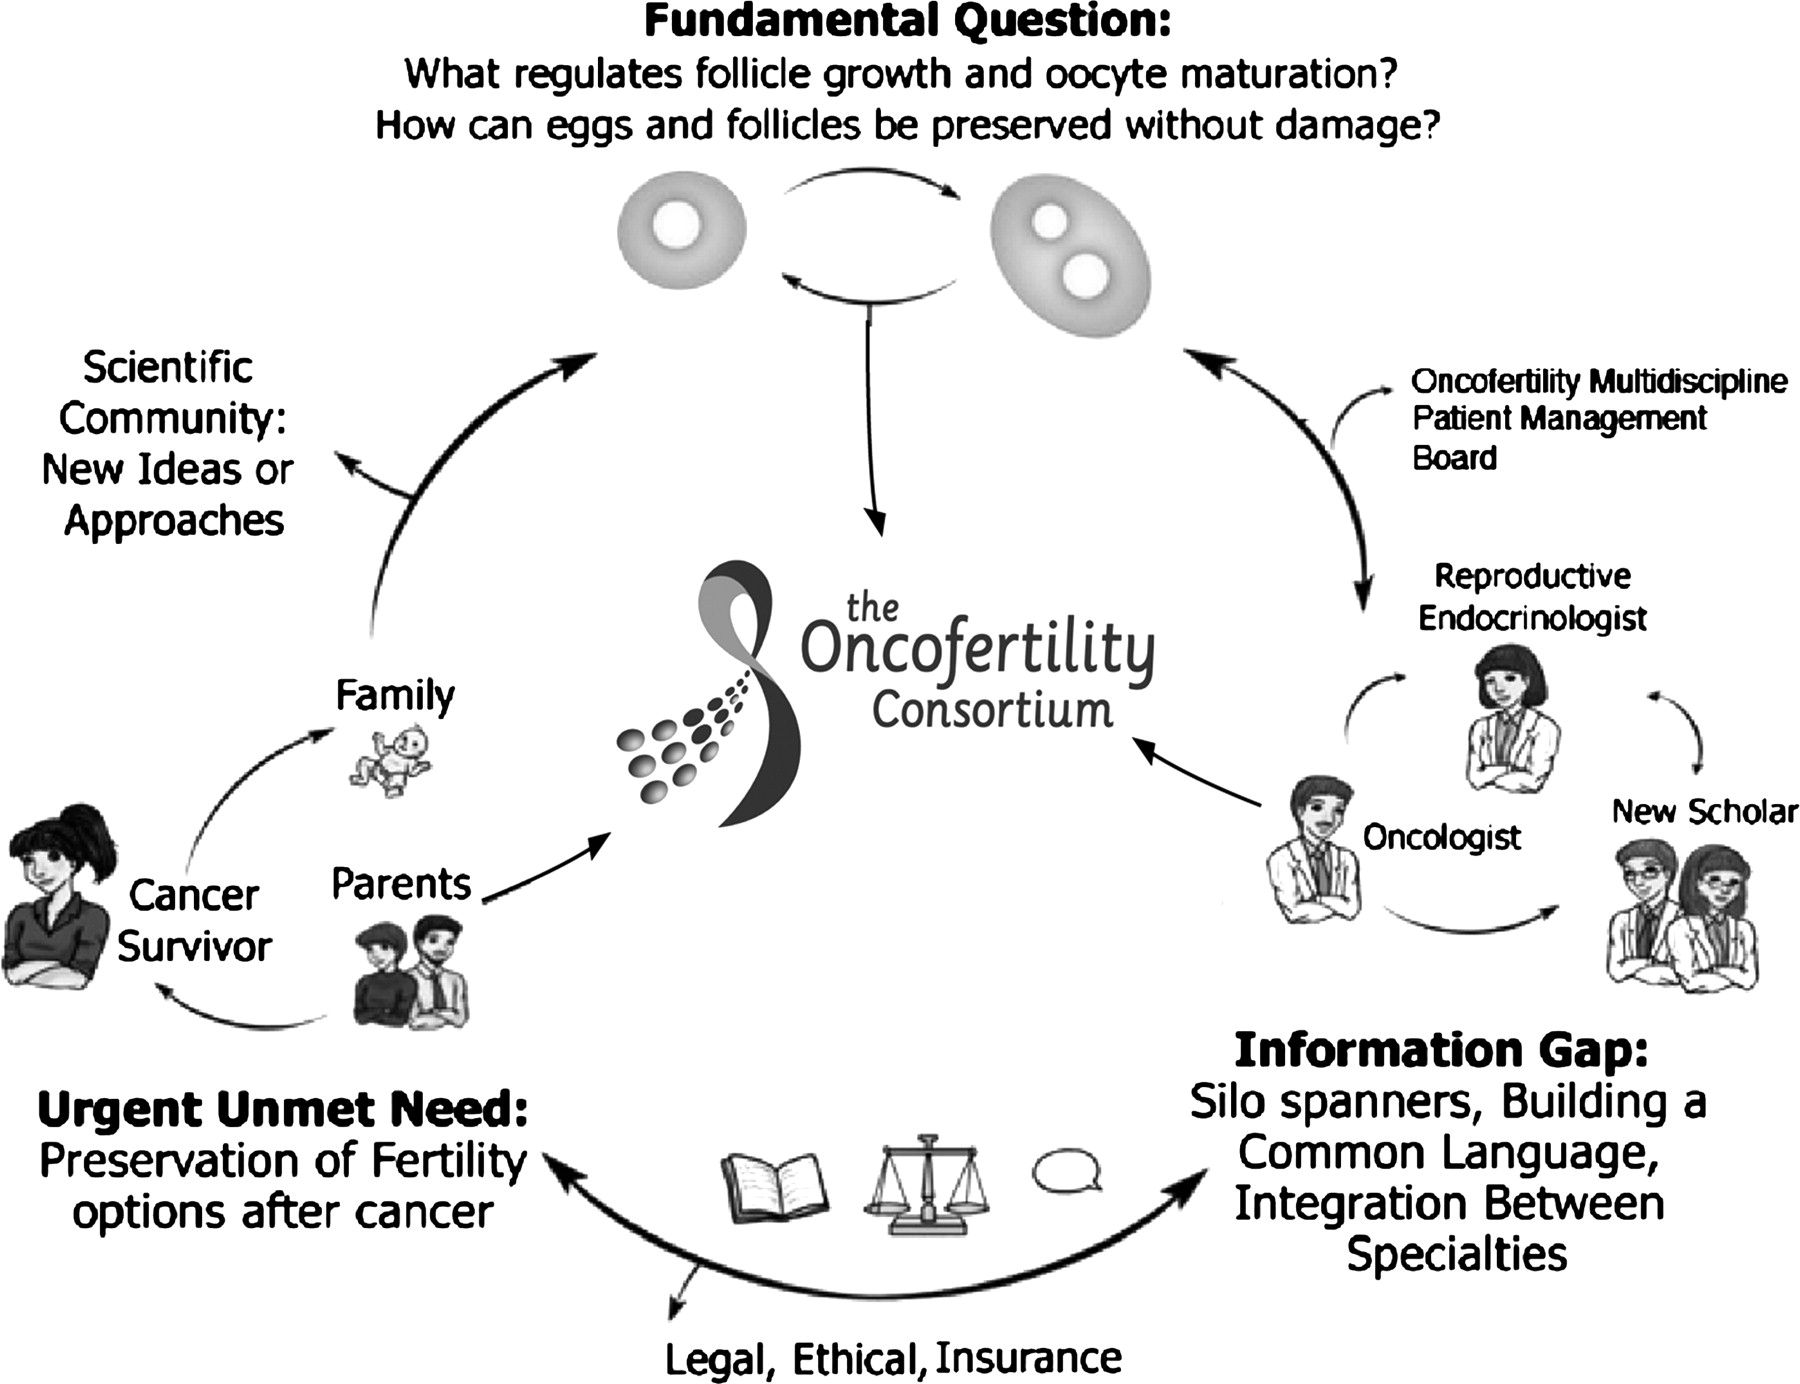 Fundamental Question:
What regulates follicle growth and oocyte maturation?
How can eggs and follicles be preserved without damage?
Scientific
Community:
New Ideas or
Approaches
Oncofertility Multidiscipline
Patient Management
Board
the
Oncofertility
Consortium
Reproductive
Endocrinologist
Family
New Scholar
Oncologist
Cancer
Survivor
Parents
Urgent Unmet Need:
Preservation of Fertility
options after cancer
Information Gap:
Silo spanners, Building a
Common Language,
Integration Between
Specialties
Legal, Ethical, Insurance